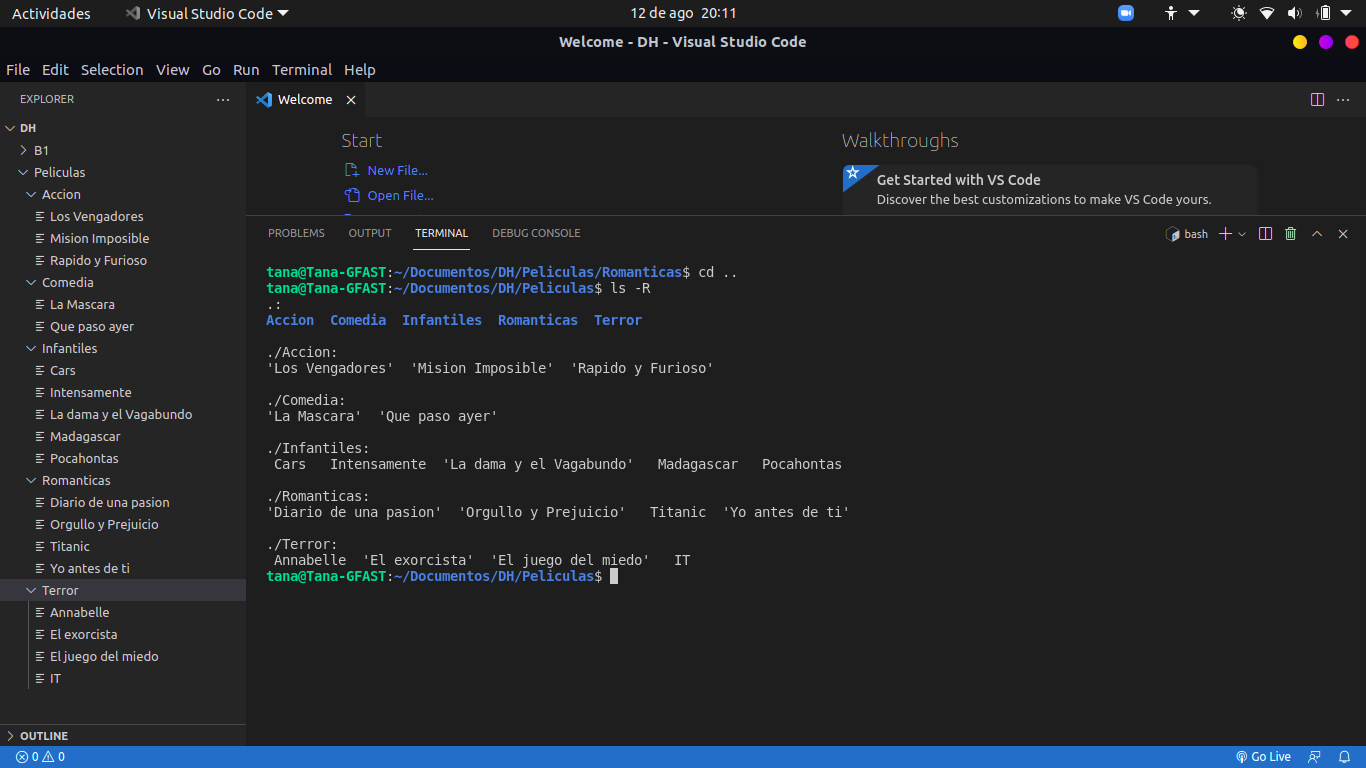 Actividades Visual Studio Code 12 de ago 20:11
Welcome - DH - Visual Studio Code
File Edit Selection View Go Run Terminal Help
EXPLORER
DH
B1
Peliculas
Accion
Los Vengadores
Mision Imposible
Rapido y Furioso
Comedia
La Mascara
Que paso ayer
Infantiles
Cars
Intensamente
La dama y el Vagabundo
Madagascar
Pocahontas
Romanticas
Diario de una pasion
Orgullo y Prejuicio
Titanic
Yo antes de ti
Terror
Annabelle
El exorcista
El juego del miedo
IT
OUTLINE
Welcome
Start
New File...
Open File...
Walkthroughs
Get Started with VS Code
Discover the best customizations to make VS Code yours.
PROBLEMS OUTPUT TERMINAL DEBUG CONSOLE bash
tana@Tana-GFAST:~/Documentos/DH/Peliculas/Romanticas$ cd ..
tana@Tana-GFAST:~/Documentos/DH/Peliculas$ ls -R
.:
Accion Comedia Infantiles Romanticas Terror
./Accion:
'Los Vengadores' 'Mision Imposible' 'Rapido y Furioso'
./Comedia:
'La Mascara' 'Que paso ayer'
./Infantiles:
Cars Intensamente 'La dama y el Vagabundo' Madagascar Pocahontas
./Romanticas:
'Diario de una pasion' 'Orgullo y Prejuicio' Titanic 'Yo antes de ti'
./Terror:
Annabelle 'El exorcista' 'El juego del miedo' IT
tana@Tana-GFAST:~/Documentos/DH/Peliculas$
0 0 Go Live